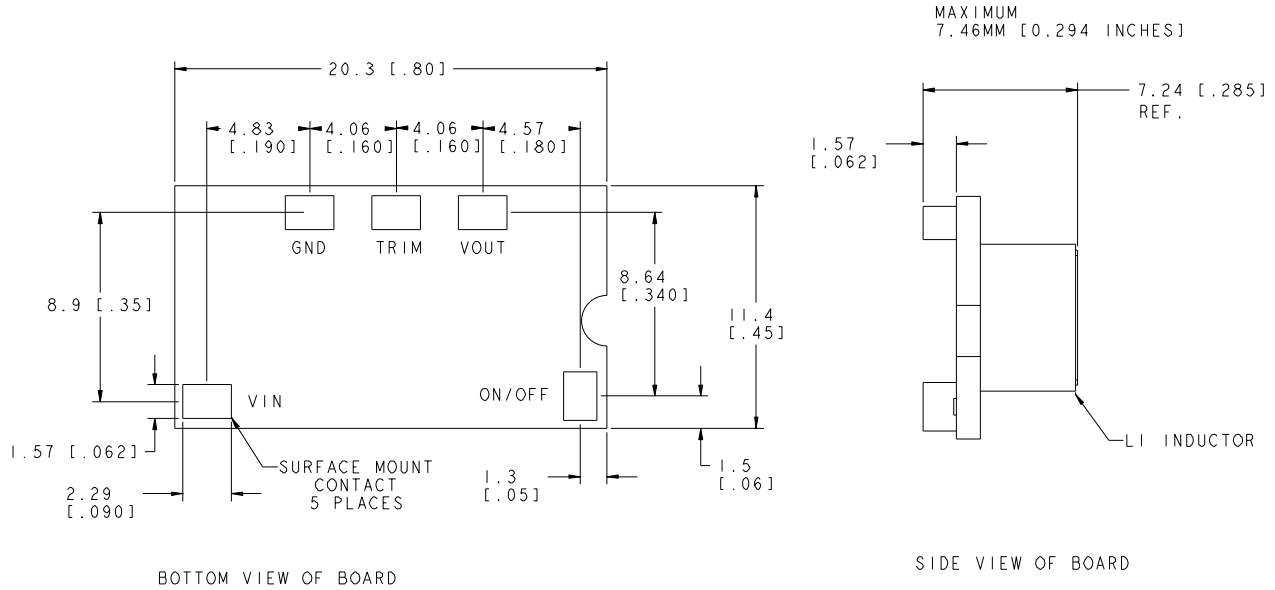 MAXIMUM
7.46MM [0.294 INCHES]
20.3 [.80]
7.24 [.285]
REF.
4.83
[.190]
4.06
[.160]
4.06
[.160]
4.57
[.180]
1.57
[.062]
GND
TRIM
VOUT
8.9 [.35]
8.64
[.340]
11.4
[.45]
VIN
ON/OFF
1.57 [.062]
2.29
[.090]
SURFACE MOUNT
CONTACT
5 PLACES
1.3
[.05]
1.5
[.06]
L1 INDUCTOR
BOTTOM VIEW OF BOARD
SIDE VIEW OF BOARD